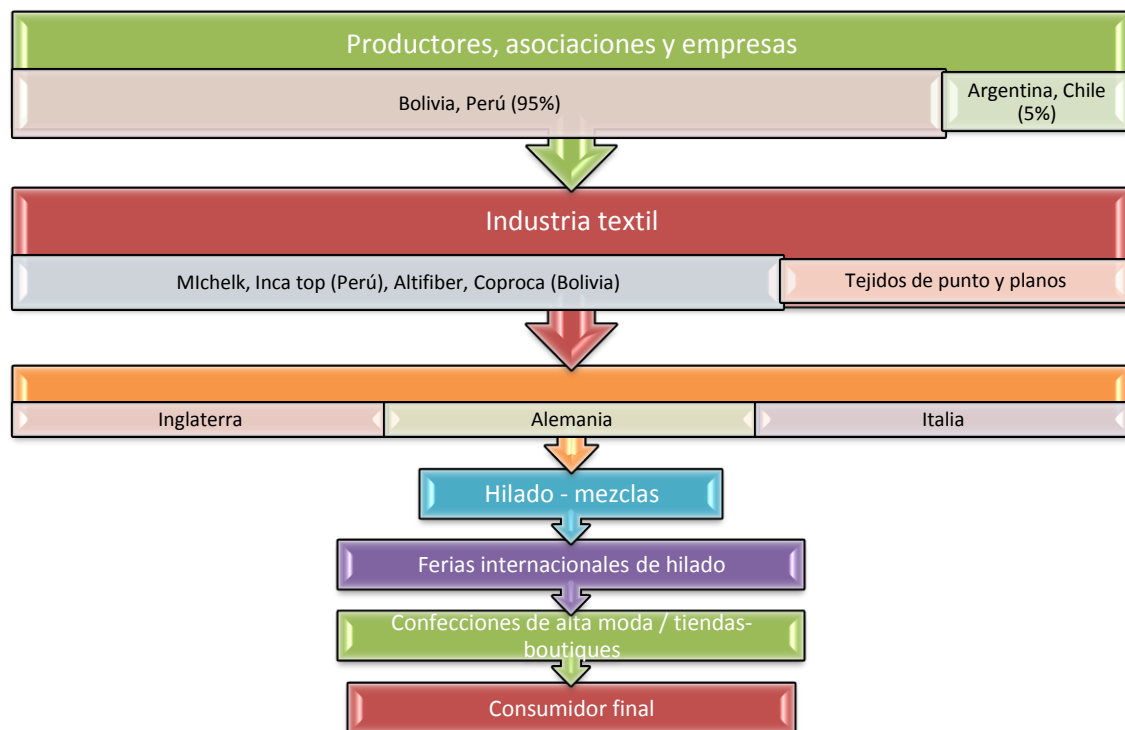 Productores, asociaciones y empresas
Bolivia, Perú (95%)
Argentina, Chile
(5%)
Industria textil
MIchelk, Inca top (Perú), Altifiber, Coproca (Bolivia)
Tejidos de punto y planos
Inglaterra
Alemania
Italia
Hilado - mezclas
Ferias internacionales de hilado
Confecciones de alta moda / tiendas-
boutiques
Consumidor final